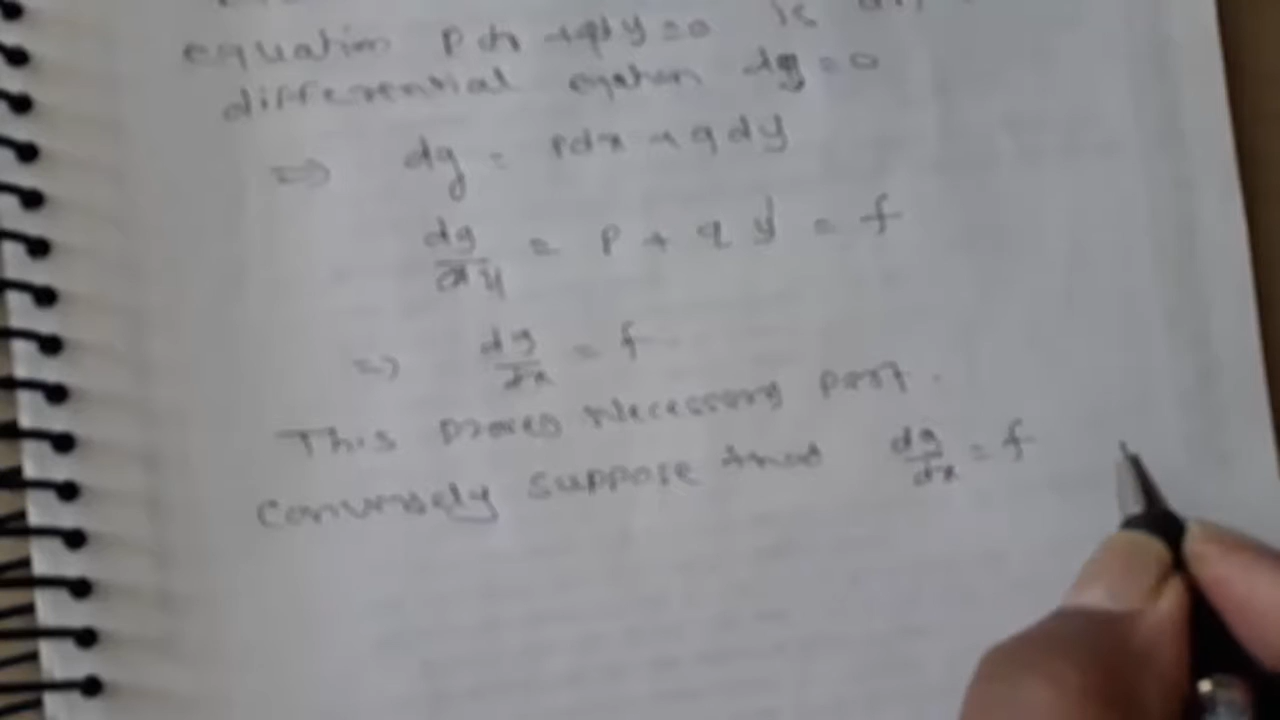 equation pdx + qdy = 0 is
differential equation dg = 0
⇒ dg = pdx + qdy
dg/dy = p + q y' = f
⇒ dg/dx = f
This proves Necessary part.
conversely suppose that dg/dx = f